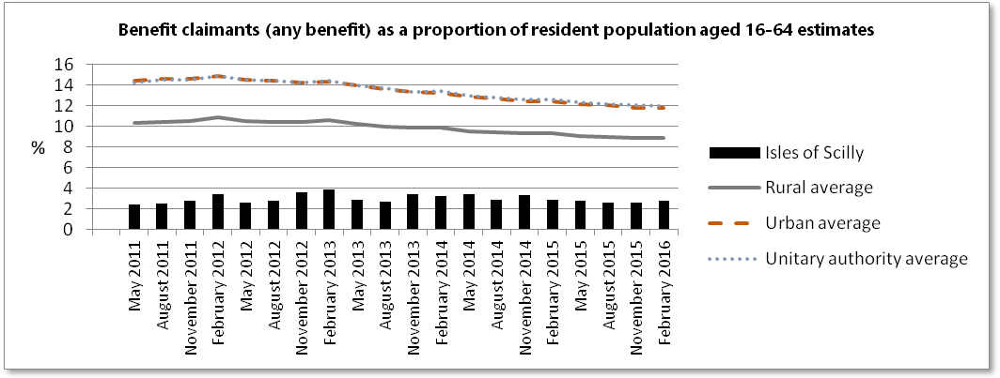 Benefit claimants (any benefit) as a proportion of resident population aged 16-64 estimates
16
14
12
10
8
6
4
2
0
%
May 2011
August 2011
November 2011
February 2012
May 2012
August 2012
November 2012
February 2013
May 2013
August 2013
November 2013
February 2014
May 2014
August 2014
November 2014
February 2015
May 2015
August 2015
November 2015
February 2016
Isles of Scilly
Rural average
Urban average
Unitary authority average